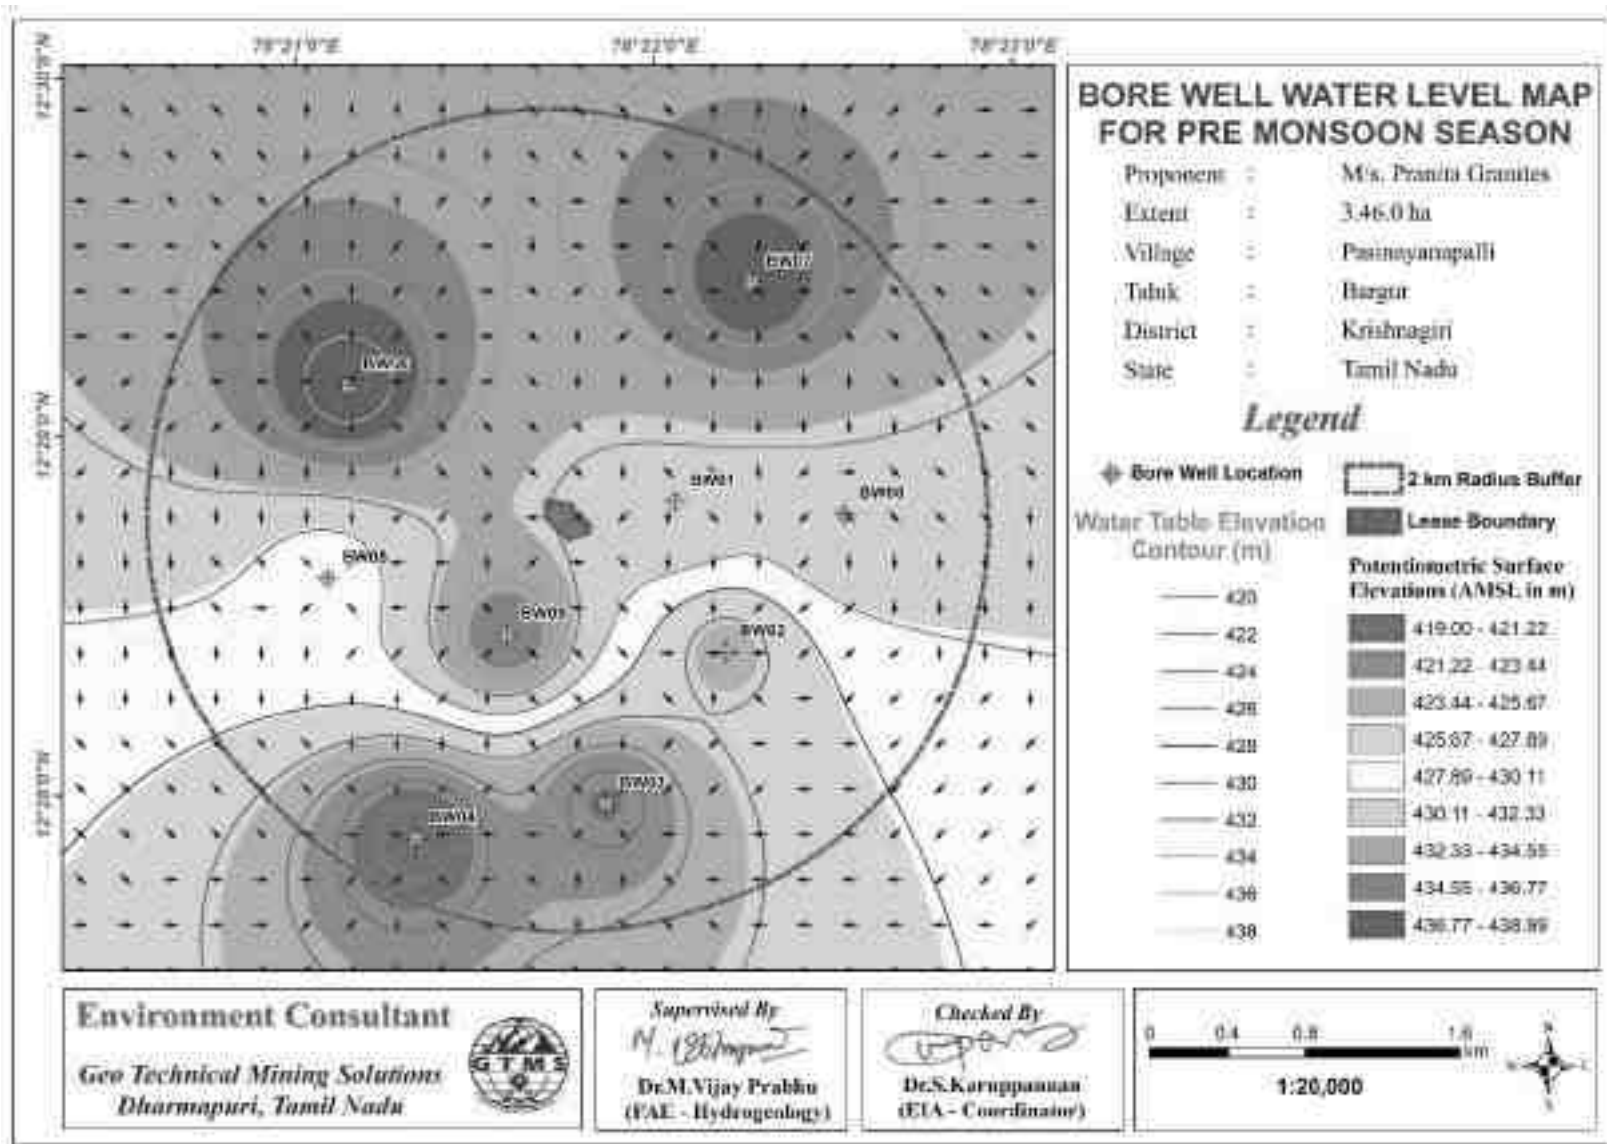 78°22'0"E
BORE WELL WATER LEVEL MAP
FOR PRE MONSOON SEASON
Proponent : M/s. Pranita Granites
Extent : 3.46.0 ha
Village :
Taluk : Bargur
District : Krishnagiri
State : Tamil Nadu
Legend
Bore Well Location
2 km Radius Buffer
Lease Boundary
Water Table Elevation
Contour (m)
420
422
424
426
428
430
432
434
436
438
Potentiometric Surface
Elevations (AMSL in m)
419.00 - 421.22
421.22 - 423.44
423.44 - 425.67
425.67 - 427.89
427.89 - 430.11
430.11 - 432.33
432.33 - 434.55
434.55 - 436.77
436.77 - 438.99
BW07
BW01
BW05
BW02
BW03
BW04
Environment Consultant
Geo Technical Mining Solutions
Dharmapuri, Tamil Nadu
GTMS
Supervised By
Dr.M.Vijay Prabhu
(FAE - Hydrogeology)
Checked By
Dr.S.Karuppannan
(EIA - Coordinator)
0 0.4 0.8 1.6
km
1:20,000